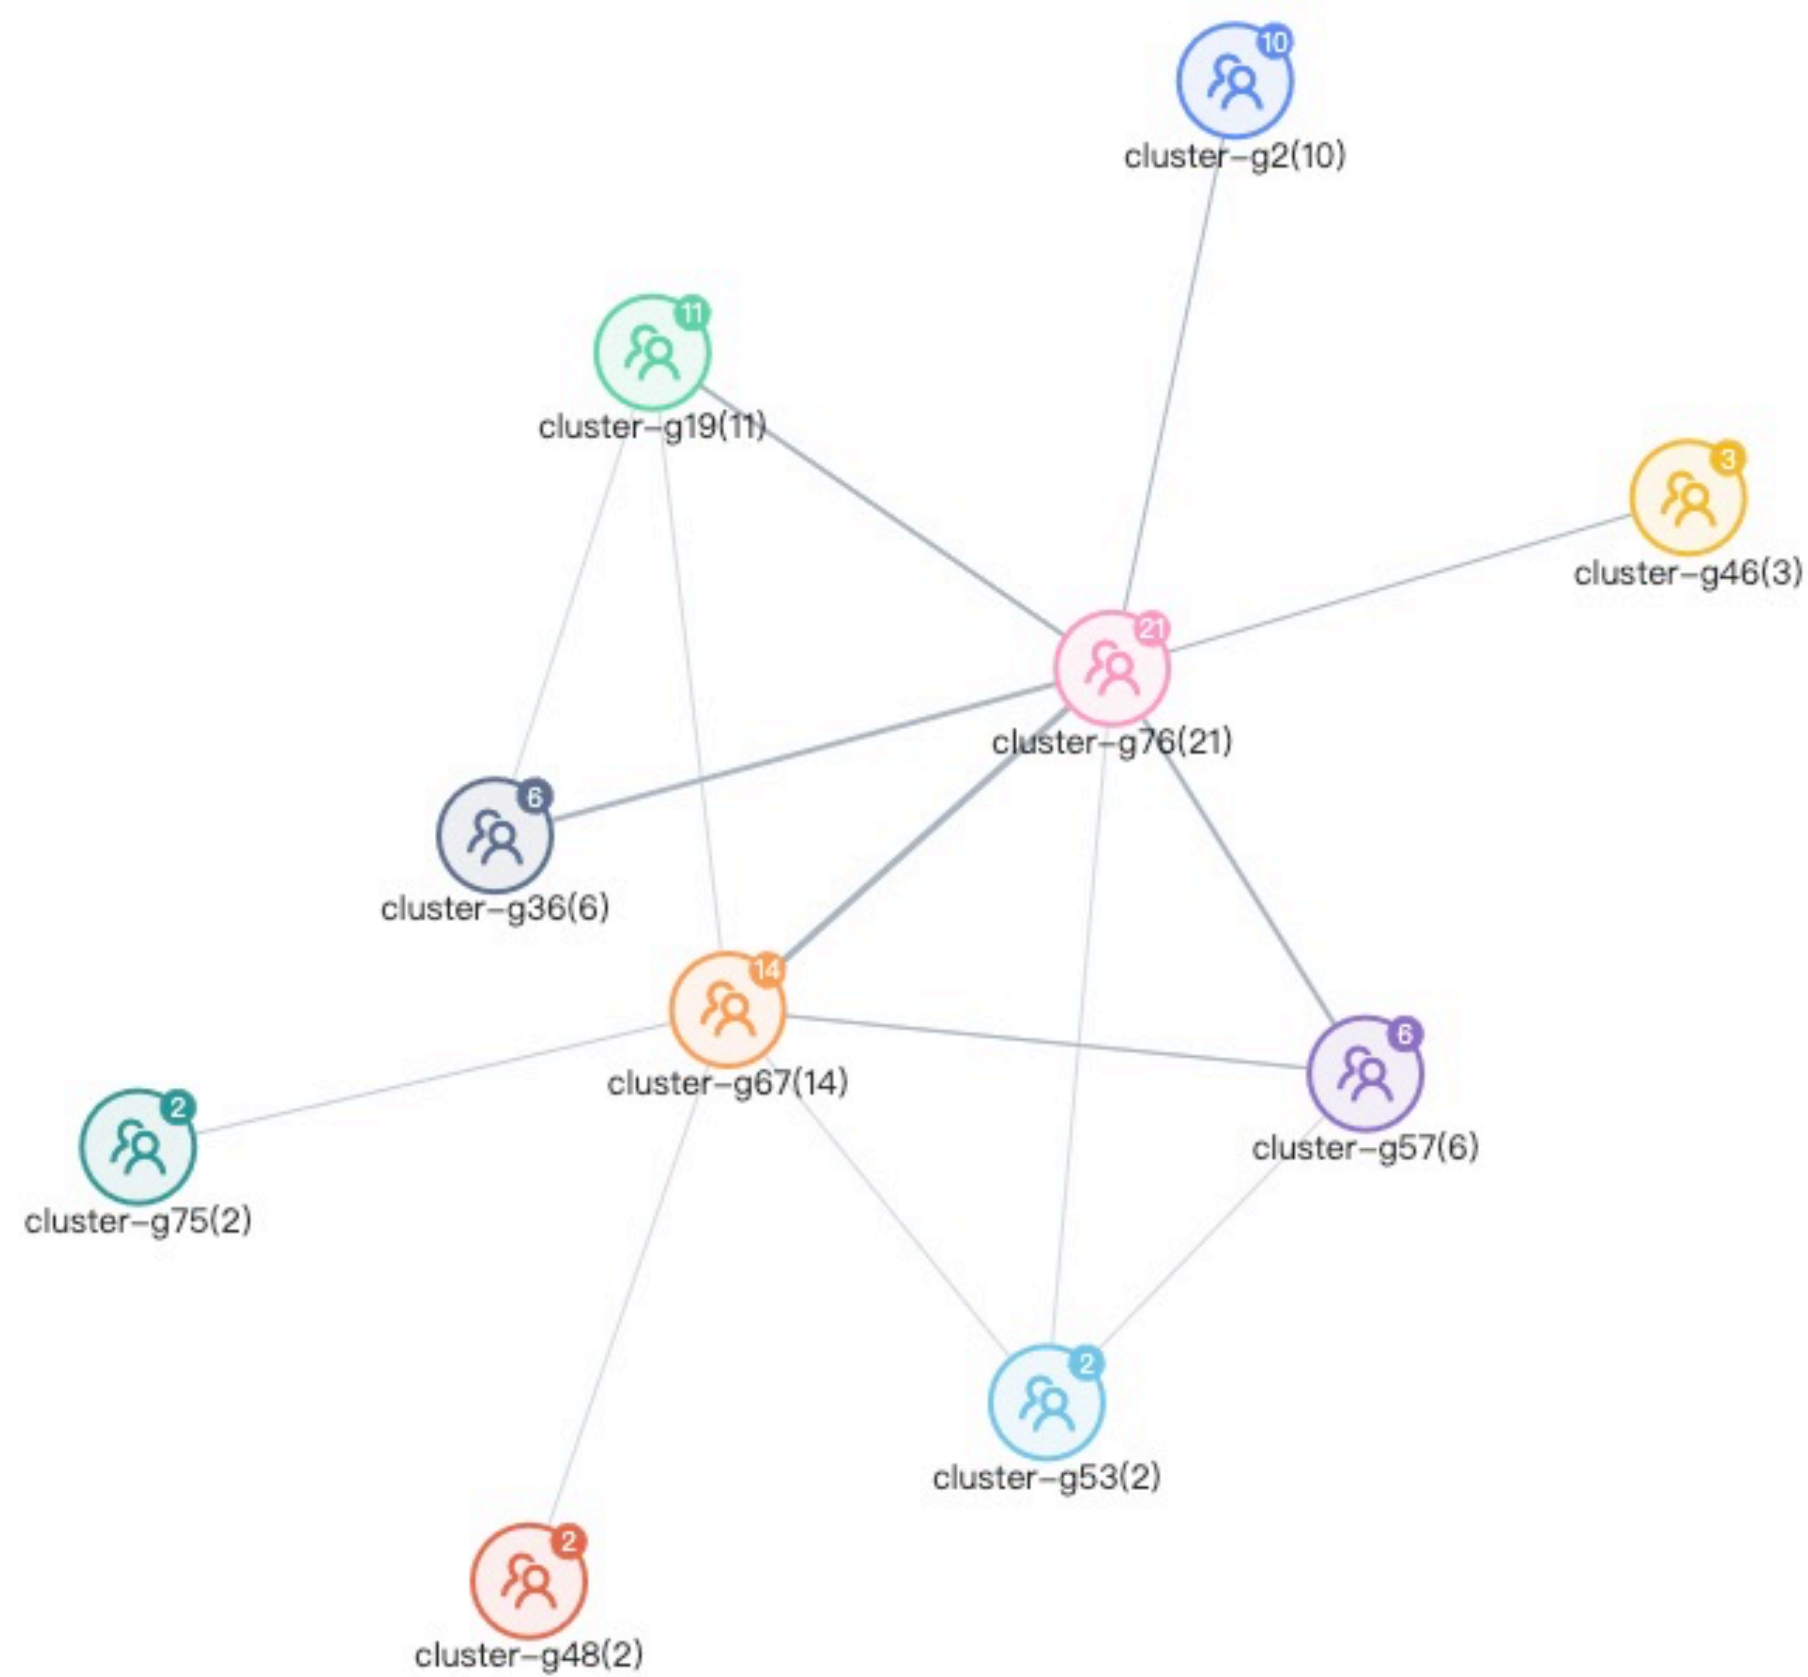 10
cluster-g2(10)
11
cluster-g19(11)
3
cluster-g46(3)
21
cluster-g76(21)
6
cluster-g36(6)
14
cluster-g67(14)
6
cluster-g57(6)
2
cluster-g75(2)
2
cluster-g53(2)
2
cluster-g48(2)